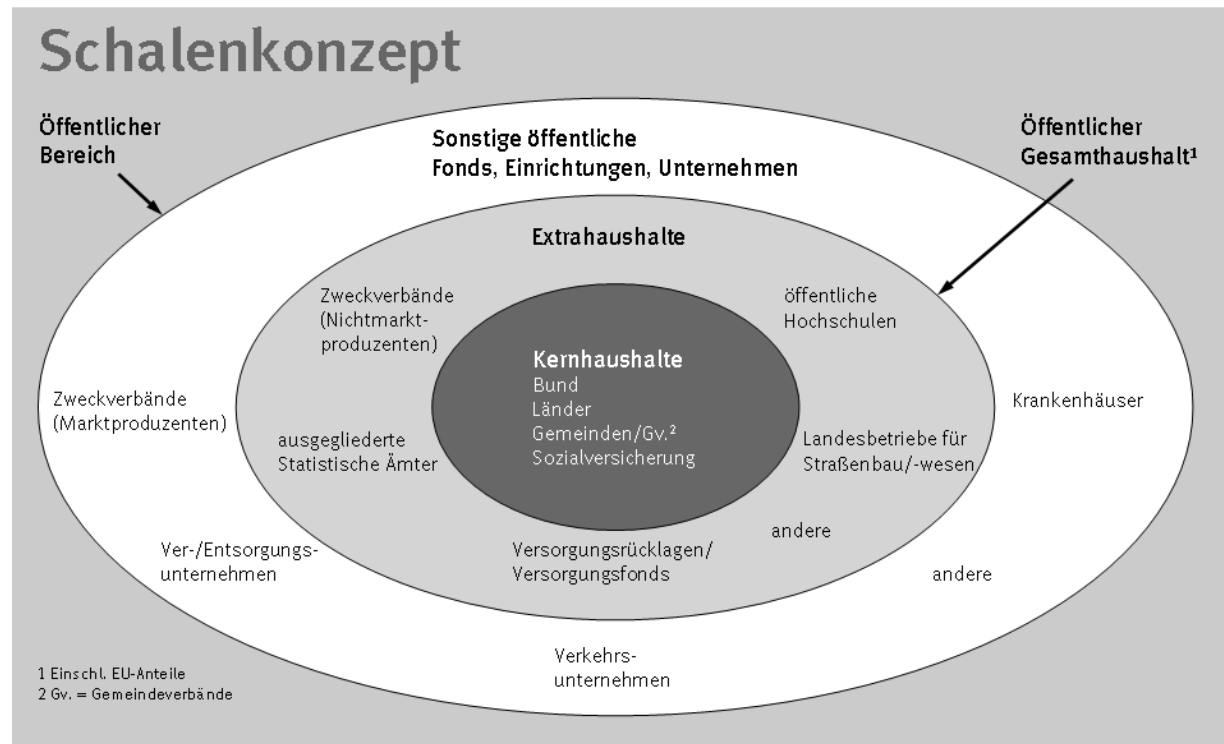 Schalenkonzept
Öffentlicher
Bereich
Öffentlicher
Gesamthaushalt¹
Sonstige öffentliche
Fonds, Einrichtungen, Unternehmen
Extrahaushalte
Zweckverbände
(Nichtmarkt-
produzenten)
öffentliche
Hochschulen
Kernhaushalte
Bund
Länder
Gemeinden/Gv.²
Sozialversicherung
Zweckverbände
(Marktproduzenten)
Krankenhäuser
ausgegliederte
Statistische Ämter
Landesbetriebe für
Straßenbau/-wesen
andere
Ver-/Entsorgungs-
unternehmen
Versorgungsrücklagen/
Versorgungsfonds
andere
Verkehrs-
unternehmen
1 Einschl. EU-Anteile
2 Gv. = Gemeindeverbände